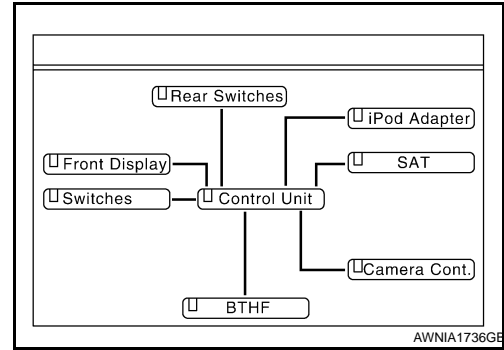 Rear Switches
iPod Adapter
Front Display
SAT
Switches
Control Unit
Camera Cont.
BTHF
AWNIA1736GB